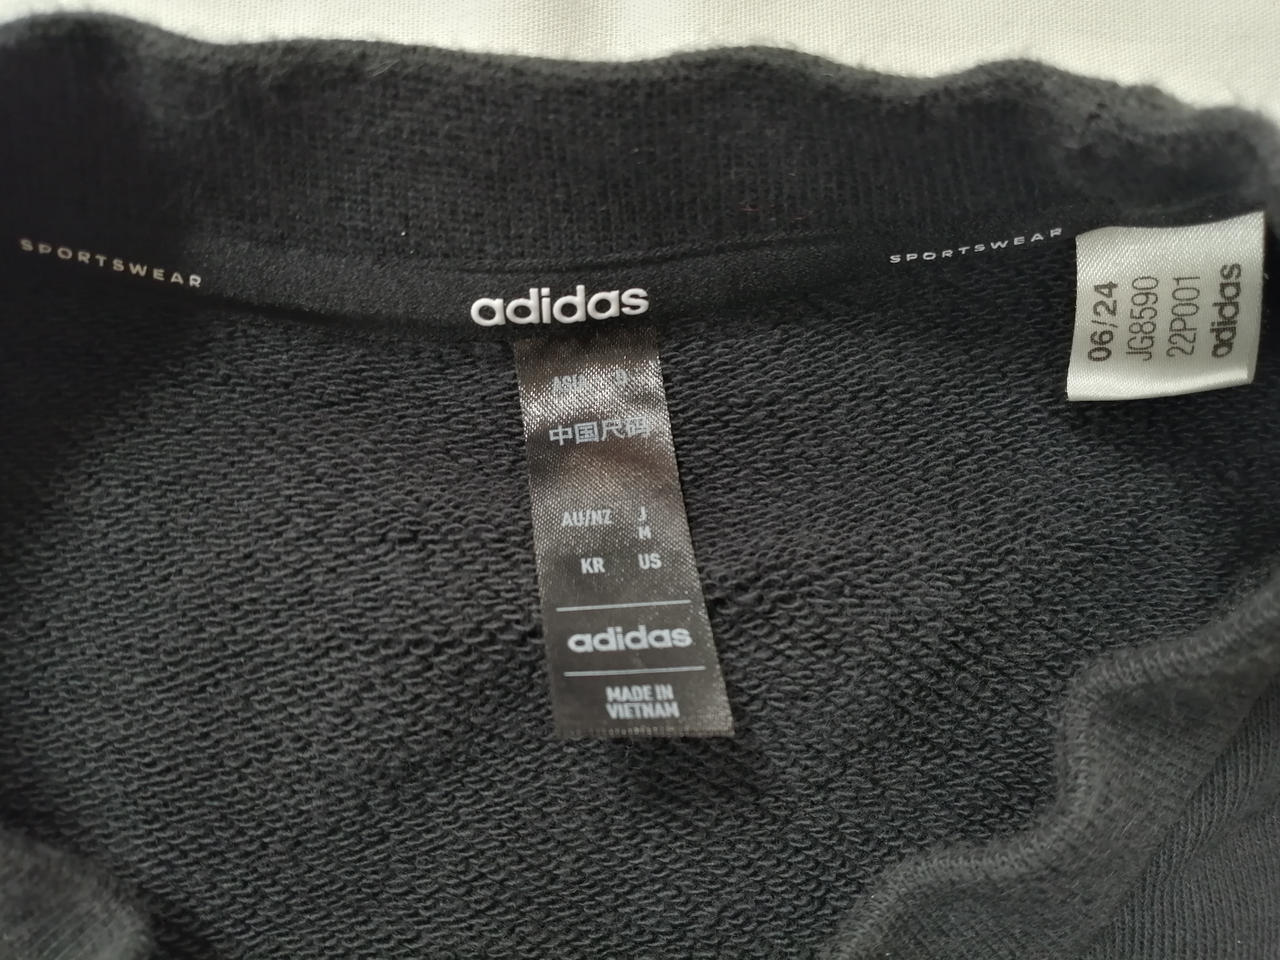 SPORTSWEAR
adidas
SPORTSWEAR
06/24
JG8590
22P001
adidas
中国尺码
AU/NZ J
M
KR US
adidas
MADE IN
VIETNAM